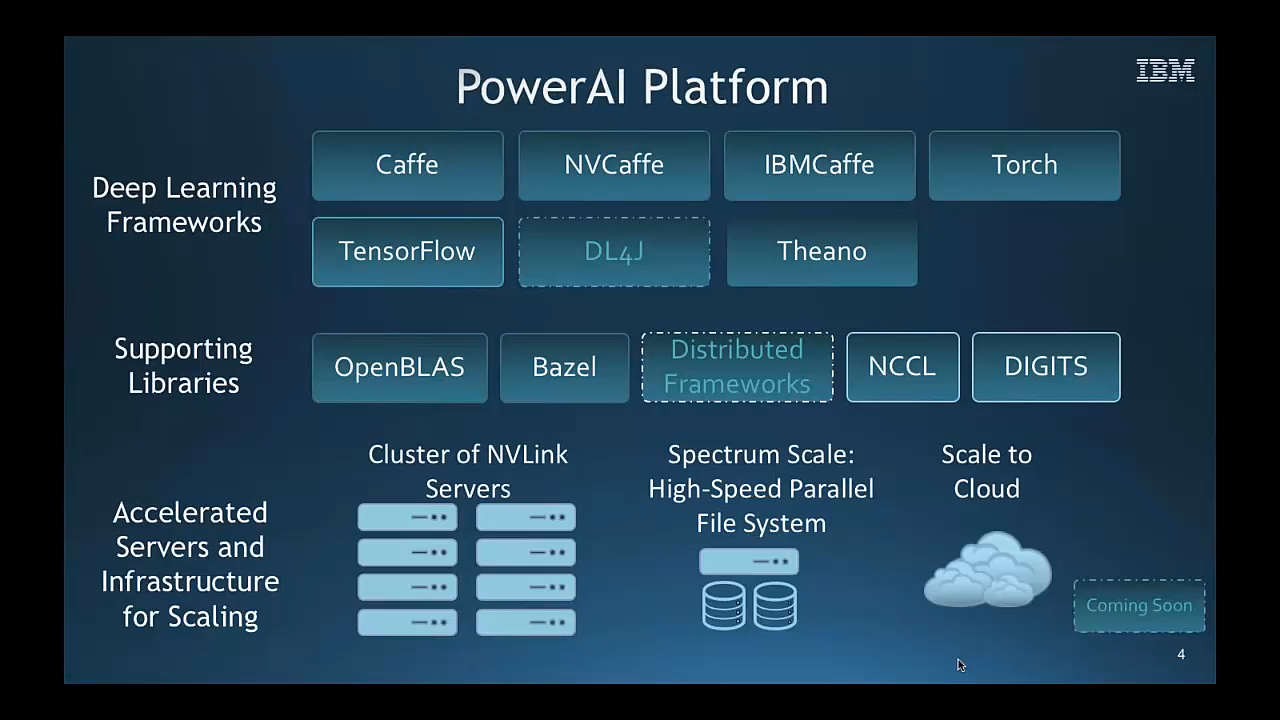 PowerAI Platform
IBM
Deep Learning
Frameworks
Caffe
NVCaffe
IBMCaffe
Torch
TensorFlow
DL4J
Theano
Supporting
Libraries
OpenBLAS
Bazel
Distributed
Frameworks
NCCL
DIGITS
Accelerated
Servers and
Infrastructure
for Scaling
Cluster of NVLink
Servers
Spectrum Scale:
High-Speed Parallel
File System
Scale to
Cloud
Coming Soon
4